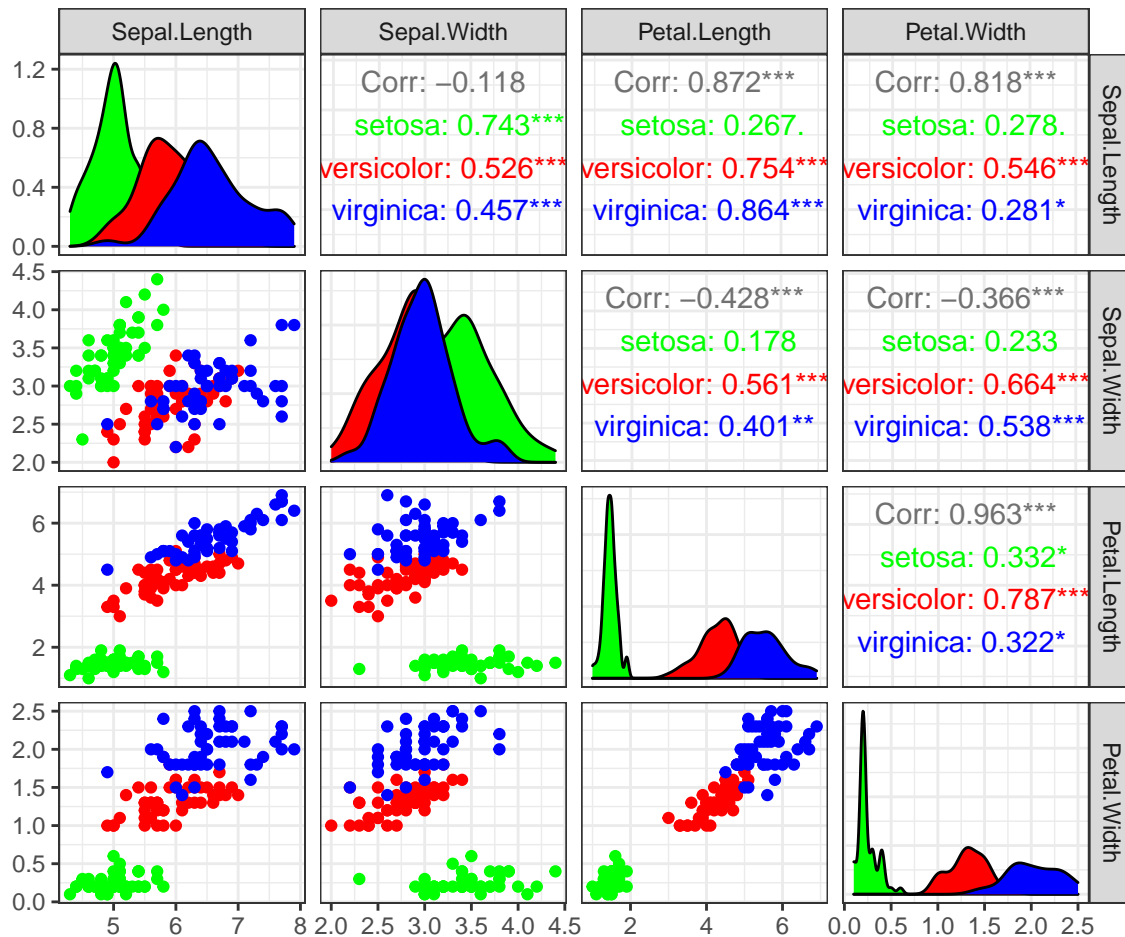 Sepal.Length Sepal.Width Petal.Length Petal.Width
1.2
0.8
0.4
0.0
Corr: −0.118
setosa: 0.743***
versicolor: 0.526***
virginica: 0.457***
Corr: 0.872***
setosa: 0.267.
versicolor: 0.754***
virginica: 0.864***
Corr: 0.818***
setosa: 0.278.
versicolor: 0.546***
virginica: 0.281*
Sepal.Length
4.5
4.0
3.5
3.0
2.5
2.0
Corr: −0.428***
setosa: 0.178
versicolor: 0.561***
virginica: 0.401**
Corr: −0.366***
setosa: 0.233
versicolor: 0.664***
virginica: 0.538***
Sepal.Width
6
4
2
Corr: 0.963***
setosa: 0.332*
versicolor: 0.787***
virginica: 0.322*
Petal.Length
2.5
2.0
1.5
1.0
0.5
0.0
Petal.Width
5 6 7 8 2.0 2.5 3.0 3.5 4.0 4.5 2 4 6 0.0 0.5 1.0 1.5 2.0 2.5